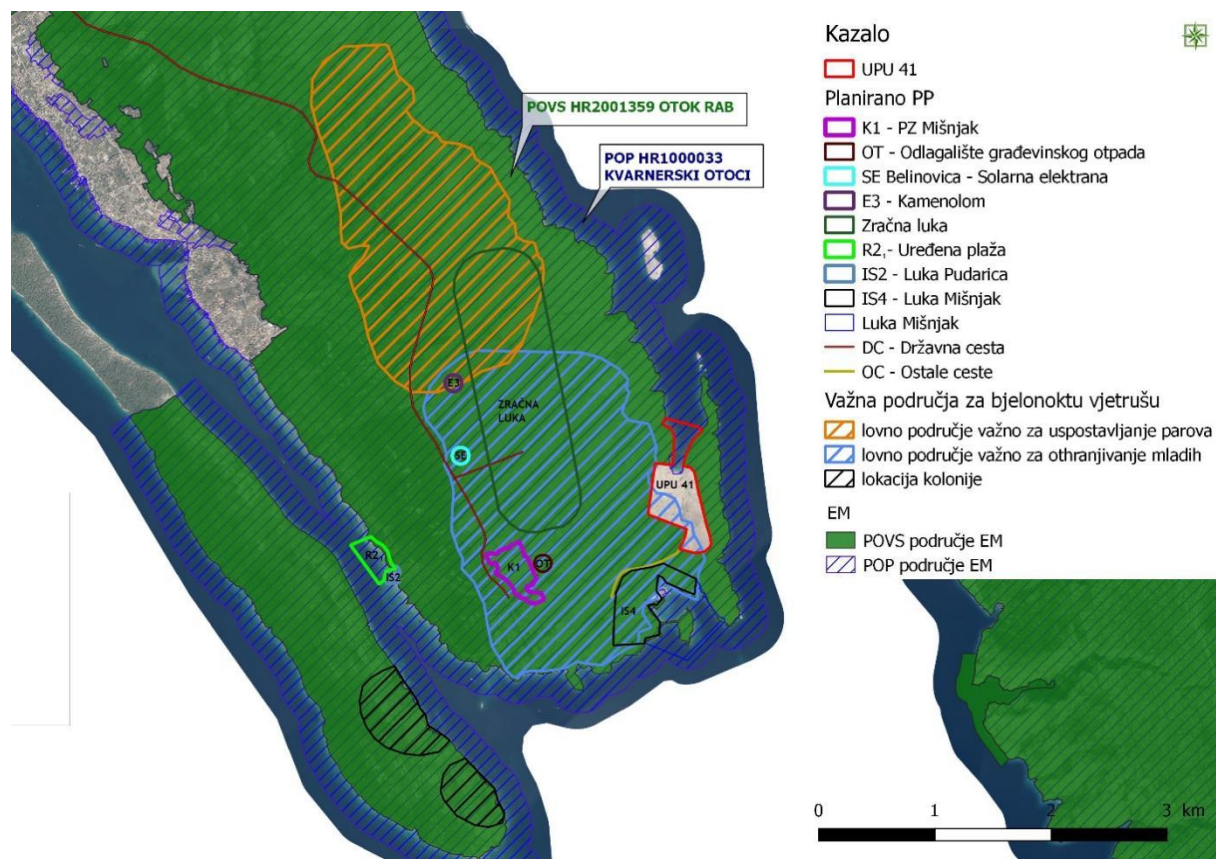 POVS HR2001359 OTOK RAB
POP HR1000033
KVARNERSKI OTOCI
E3
ZRAČNA
LUKA
SE
UPU 41
R2₁
IS2
K1
OT
IS4
Kazalo
UPU 41
Planirano PP
K1 - PZ Mišnjak
OT - Odlagalište građevinskog otpada
SE Belinovica - Solarna elektrana
E3 - Kamenolom
Zračna luka
R2₁- Uređena plaža
IS2 - Luka Pudarica
IS4 - Luka Mišnjak
Luka Mišnjak
DC - Državna cesta
OC - Ostale ceste
Važna područja za bjelonoktu vjetrušu
lovno područje važno za uspostavljanje parova
lovno područje važno za othranjivanje mladih
lokacija kolonije
EM
POVS područje EM
POP područje EM
0 1 2 3 km